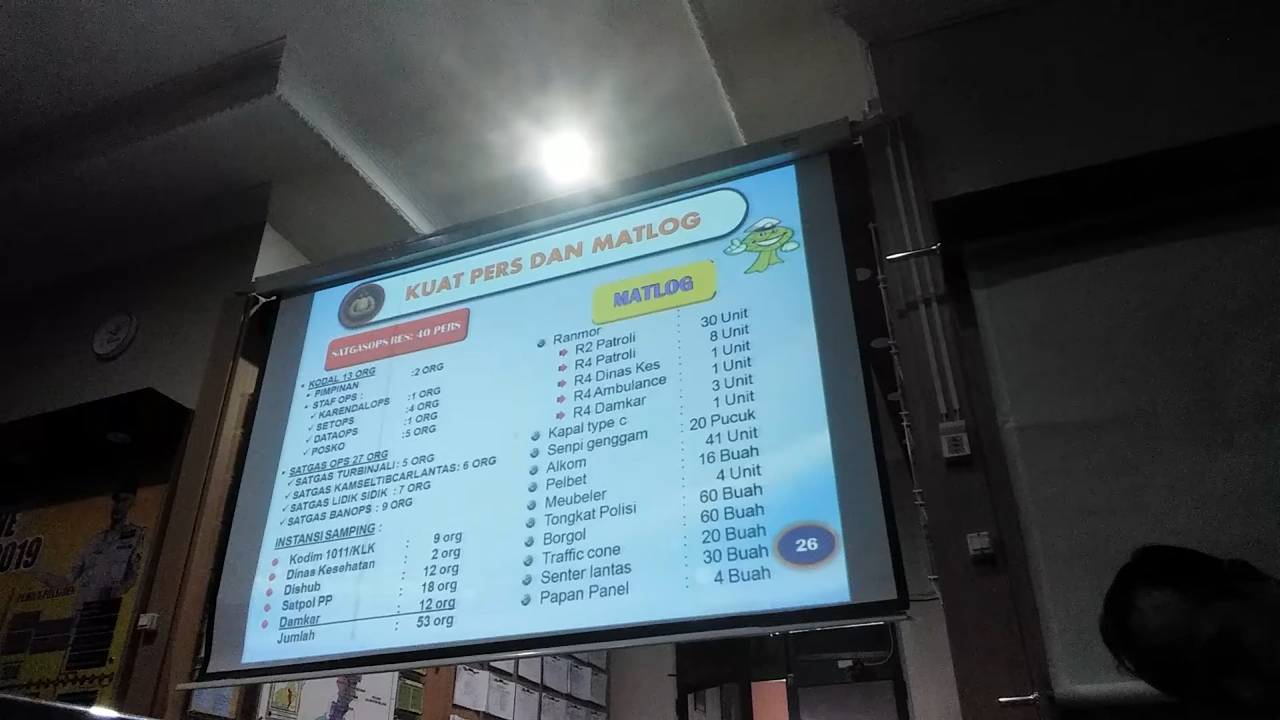 KUAT PERS DAN MATLOG
SATGASOPS RES: 40 PERS
KODAL 13 ORG
PIMPINAN :2 ORG
STAF OPS :
✓ KARENDALOPS :1 ORG
✓ SETOPS :4 ORG
✓ DATAOPS :1 ORG
✓ POSKO :5 ORG
SATGAS OPS 27 ORG
✓ SATGAS TURBINJALI : 5 ORG
✓ SATGAS KAMSELTIBCARLANTAS: 6 ORG
✓ SATGAS LIDIK SIDIK : 7 ORG
✓ SATGAS BANOPS : 9 ORG
INSTANSI SAMPING :
Kodim 1011/KLK : 9 org
Dinas Kesehatan : 2 org
Dishub : 12 org
Satpol PP : 18 org
Damkar : 12 org
Jumlah : 53 org
MATLOG
Ranmor :
R2 Patroli : 30 Unit
R4 Patroli : 8 Unit
R4 Dinas Kes : 1 Unit
R4 Ambulance : 1 Unit
R4 Damkar : 3 Unit
Kapal type c : 1 Unit
Senpi genggam : 20 Pucuk
Alkom : 41 Unit
Pelbet : 16 Buah
Meubeler : 4 Unit
Tongkat Polisi : 60 Buah
Borgol : 60 Buah
Traffic cone : 20 Buah
Senter lantas : 30 Buah
Papan Panel : 4 Buah
26
2019